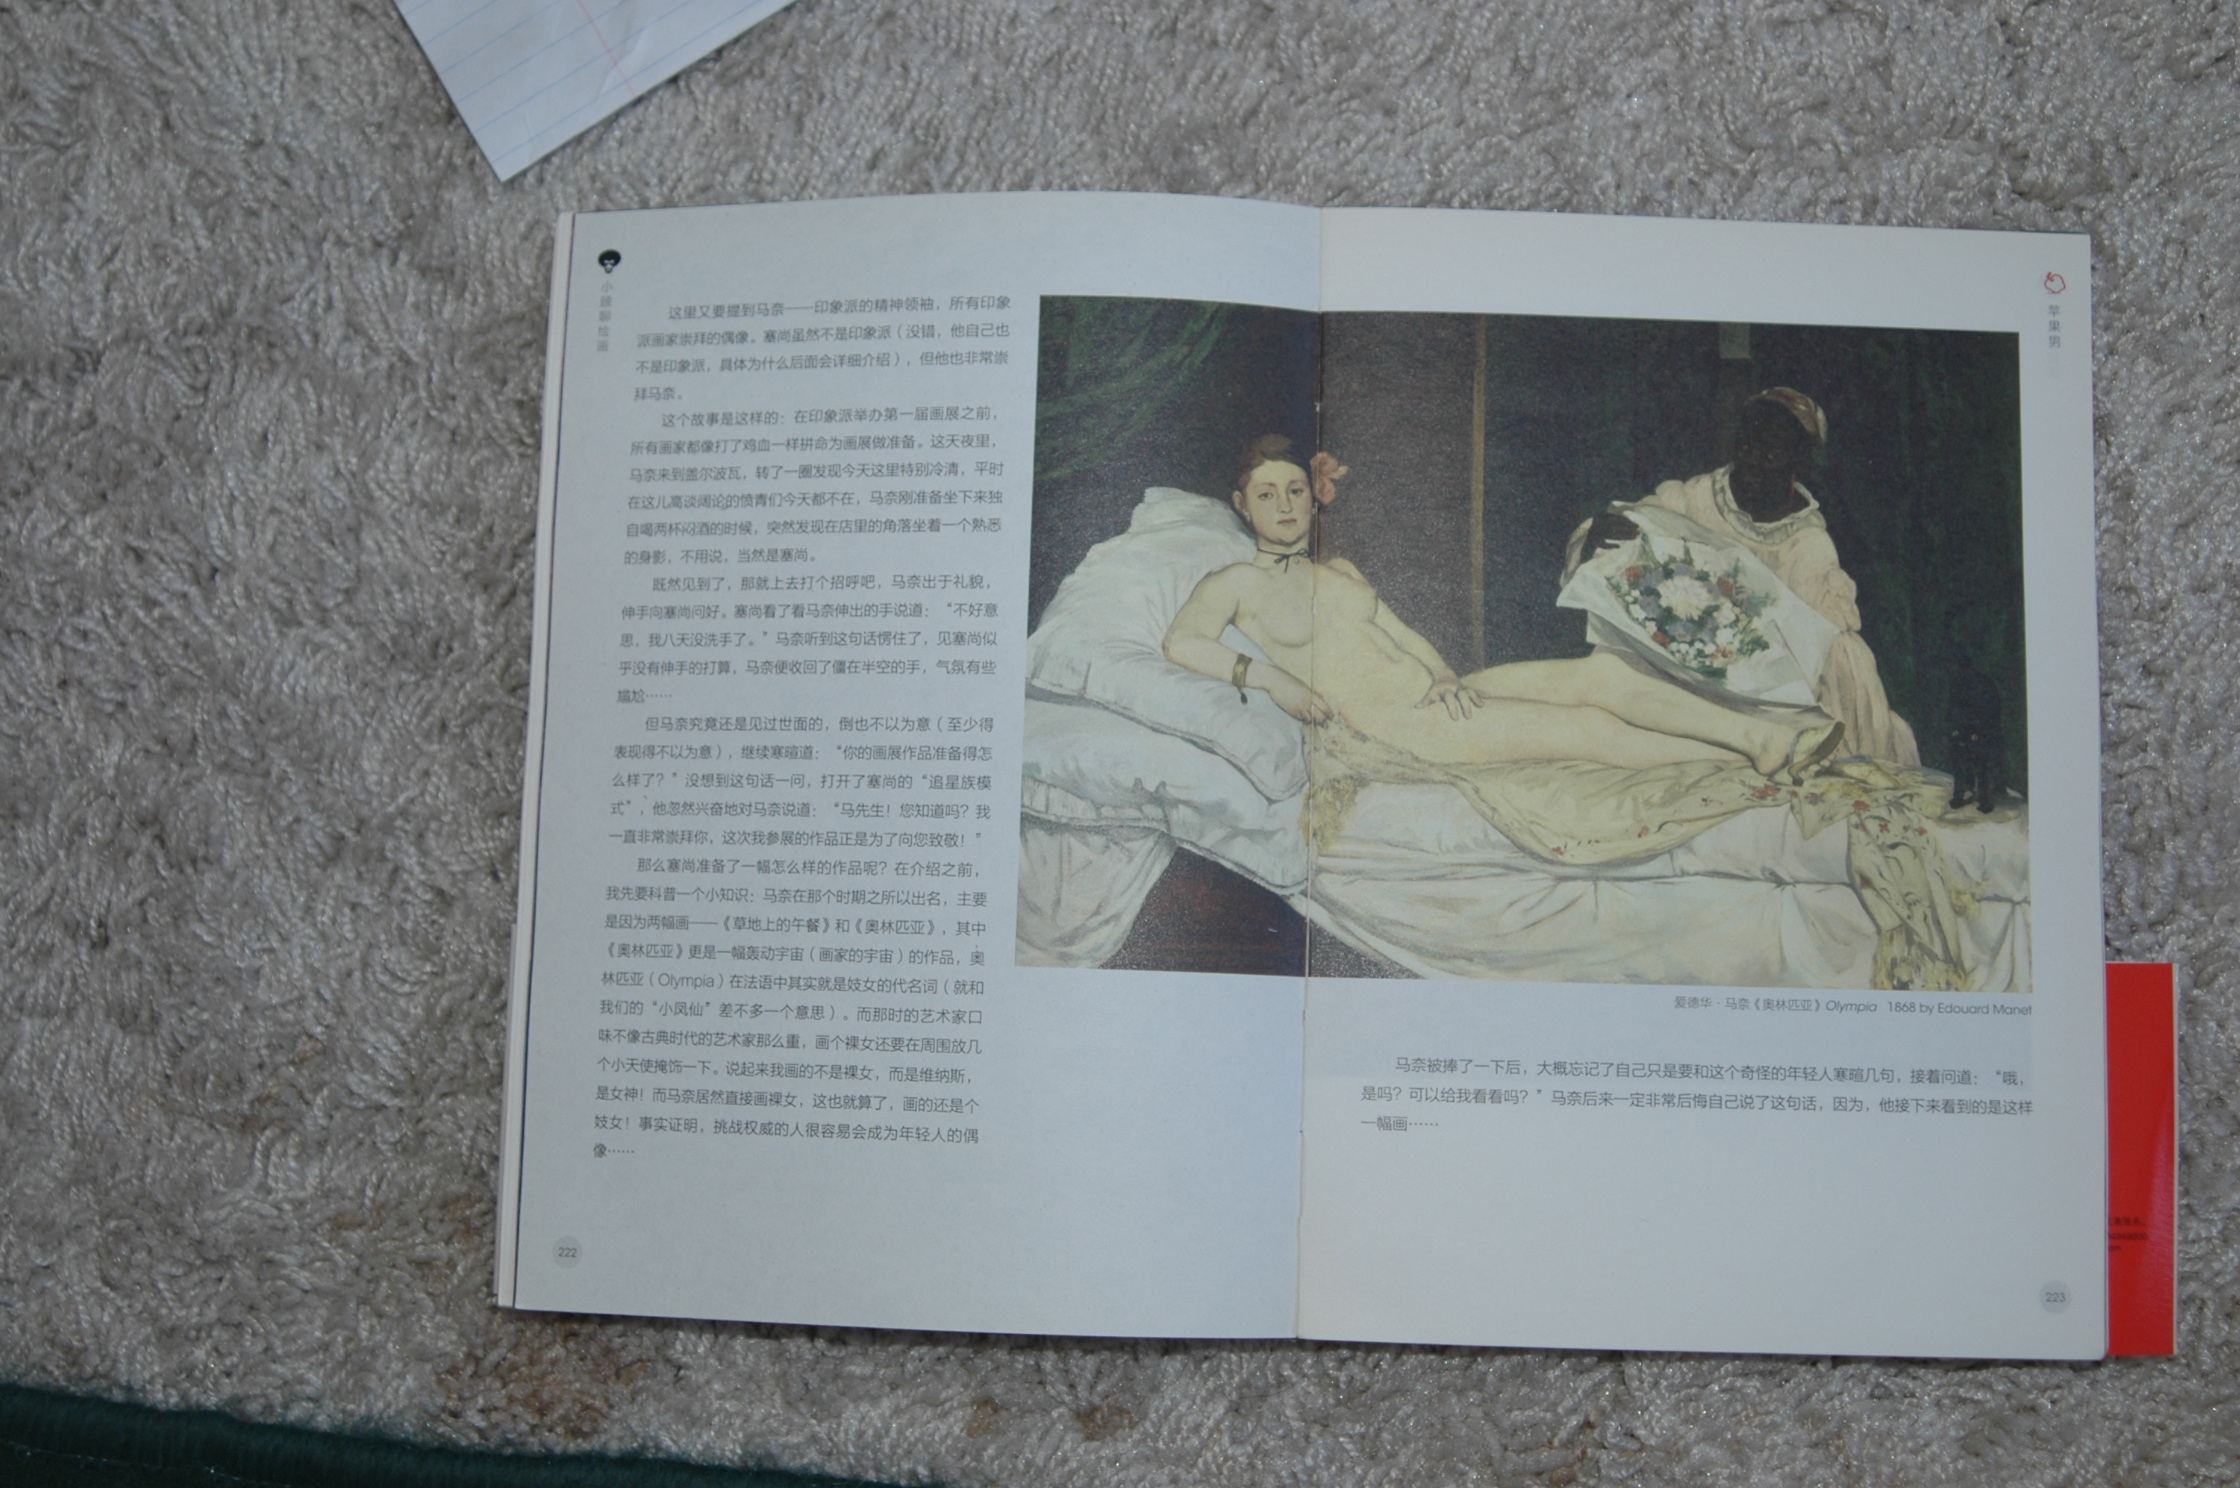 小
顾
聊
绘
画
这里又要提到马奈——印象派的精神领袖，所有印象
派画家崇拜的偶像。塞尚虽然不是印象派（没错，他自己也
不是印象派，具体为什么后面会详细介绍），但他也非常崇
拜马奈。
这个故事是这样的：在印象派举办第一届画展之前，
所有画家都像打了鸡血一样拼命为画展做准备。这天夜里，
马奈来到盖尔波瓦，转了一圈发现今天这里特别冷清，平时
在这儿高谈阔论的愤青们今天都不在，马奈刚准备坐下来独
自喝两杯闷酒的时候，突然发现在店里的角落坐着一个熟悉
的身影，不用说，当然是塞尚。
既然见到了，那就上去打个招呼吧，马奈出于礼貌，
伸手向塞尚问好。塞尚看了看马奈伸出的手说道：“不好意
思，我八天没洗手了。”马奈听到这句话愣住了，见塞尚似
乎没有伸手的打算，马奈便收回了僵在半空的手，气氛有些
尴尬……
但马奈究竟还是见过世面的，倒也不以为意（至少得
表现得不以为意），继续寒暄道：“你的画展作品准备得怎
么样了？”没想到这句话一问，打开了塞尚的“追星族模
式”，他忽然兴奋地对马奈说道：“马先生！您知道吗？我
一直非常崇拜你，这次我参展的作品正是为了向您致敬！”
那么塞尚准备了一幅怎么样的作品呢？在介绍之前，
我先要科普一个小知识：马奈在那个时期之所以出名，主要
是因为两幅画——《草地上的午餐》和《奥林匹亚》，其中
《奥林匹亚》更是一幅轰动宇宙（画家的宇宙）的作品，奥
林匹亚（Olympia）在法语中其实就是妓女的代名词（就和
我们的“小凤仙”差不多一个意思）。而那时的艺术家口
味不像古典时代的艺术家那么重，画个裸女还要在周围放几
个小天使掩饰一下。说起来我画的不是裸女，而是维纳斯，
是女神！而马奈居然直接画裸女，这也就算了，画的还是个
妓女！事实证明，挑战权威的人很容易会成为年轻人的偶
像……
222
苹
果
男
爱德华·马奈《奥林匹亚》Olympia 1868 by Edouard Manet
马奈被捧了一下后，大概忘记了自己只是要和这个奇怪的年轻人寒暄几句，接着问道：“哦，
是吗？可以给我看看吗？”马奈后来一定非常后悔自己说了这句话，因为，他接下来看到的是这样
一幅画……
223